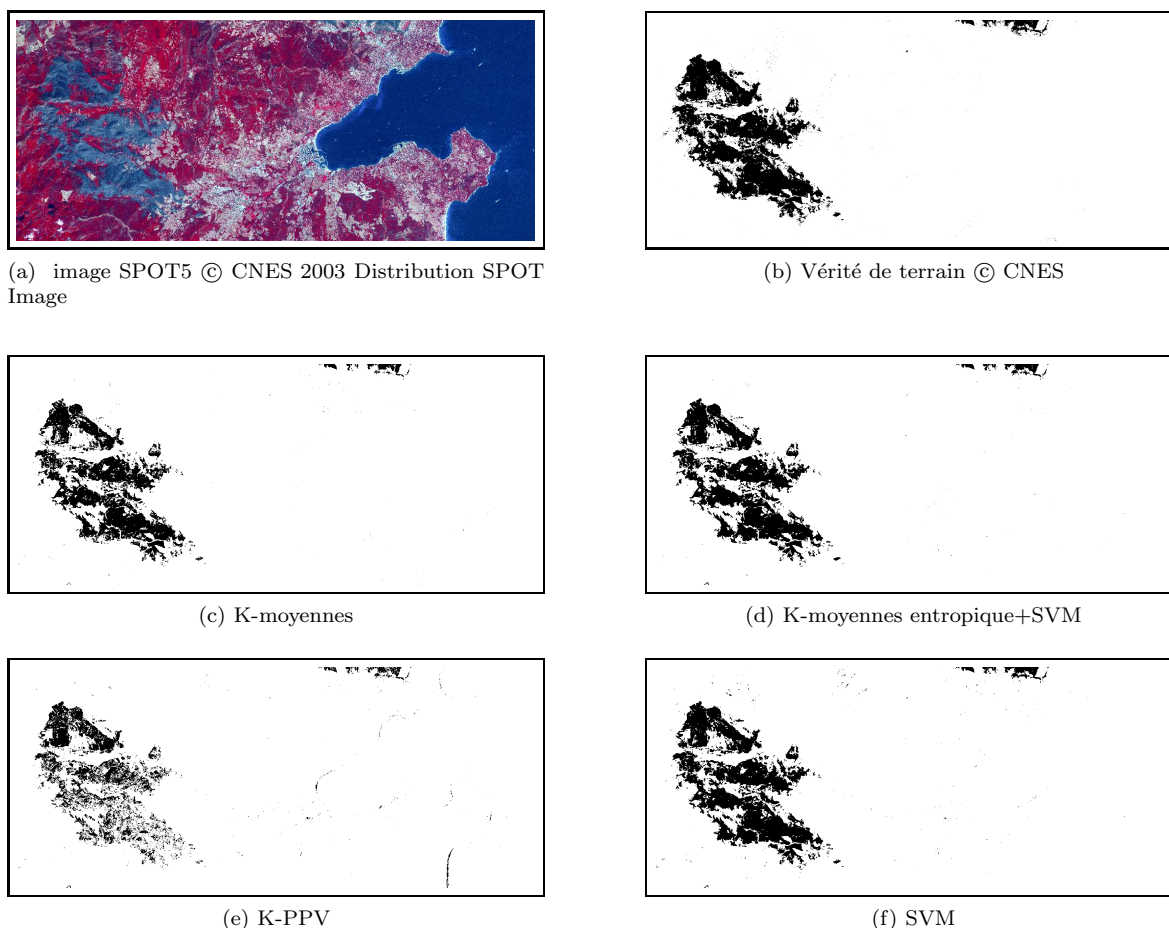 (a) image SPOT5 © CNES 2003 Distribution SPOT
Image
(b) Vérité de terrain © CNES
(c) K-moyennes
(d) K-moyennes entropique+SVM
(e) K-PPV
(f) SVM